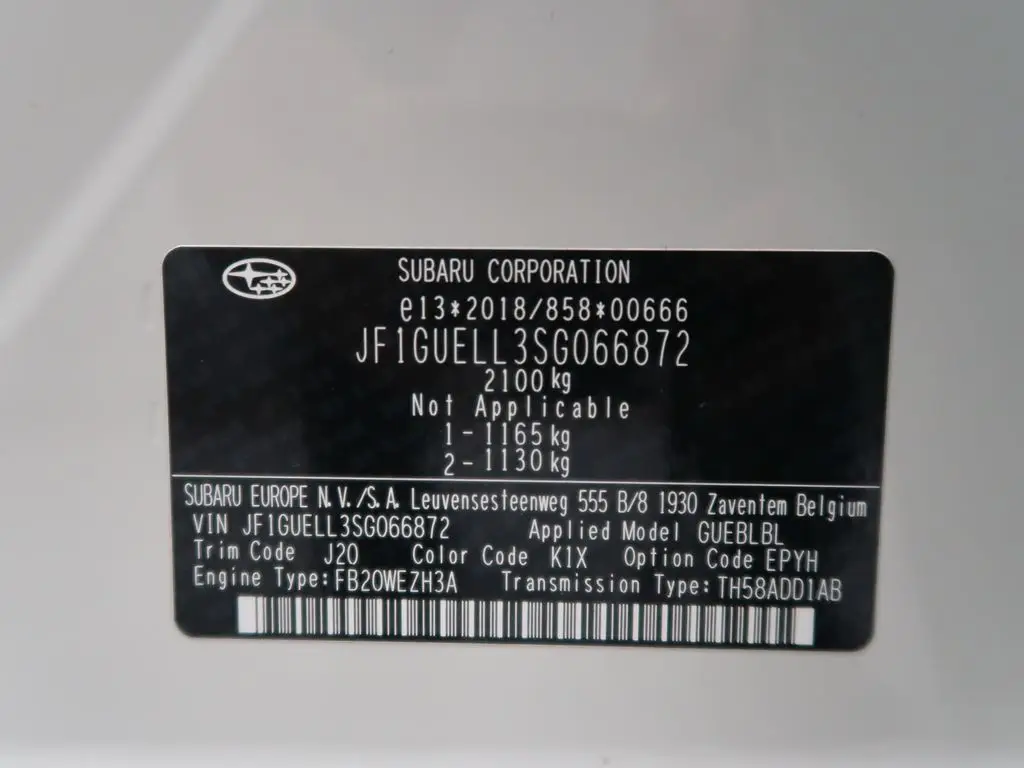 SUBARU CORPORATION
e13*2018/858*00666
JF1GUELL3SG066872
2100kg
Not Applicable
1-1165kg
2-1130kg
SUBARU EUROPE N.V./S.A. Leuvensesteenweg 555 B/8 1930 Zaventem Belgium
VIN JF1GUELL3SG066872 Applied Model GUEBLBL
Trim Code J20 Color Code K1X Option Code EPYH
Engine Type:FB20WEZH3A Transmission Type:TH58ADD1AB